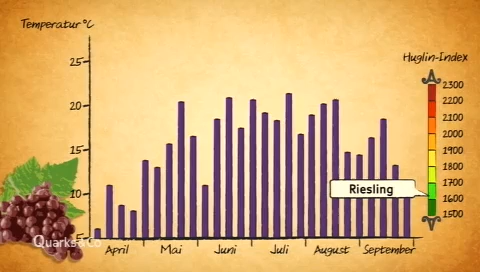 Temperatur °C
Huglin-Index
25
20
15
10
5
2300
2200
2100
2000
1900
1800
1700
1600
1500
Riesling
Quarks&Co
April Mai Juni Juli August September